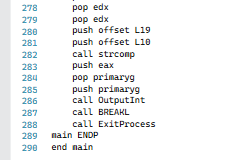 278 pop edx
279 pop edx
280 push offset L19
281 push offset L10
282 call strcomp
283 push eax
284 pop primaryg
285 push primaryg
286 call OutputInt
287 call BREAKL
288 call ExitProcess
289 main ENDP
290 end main